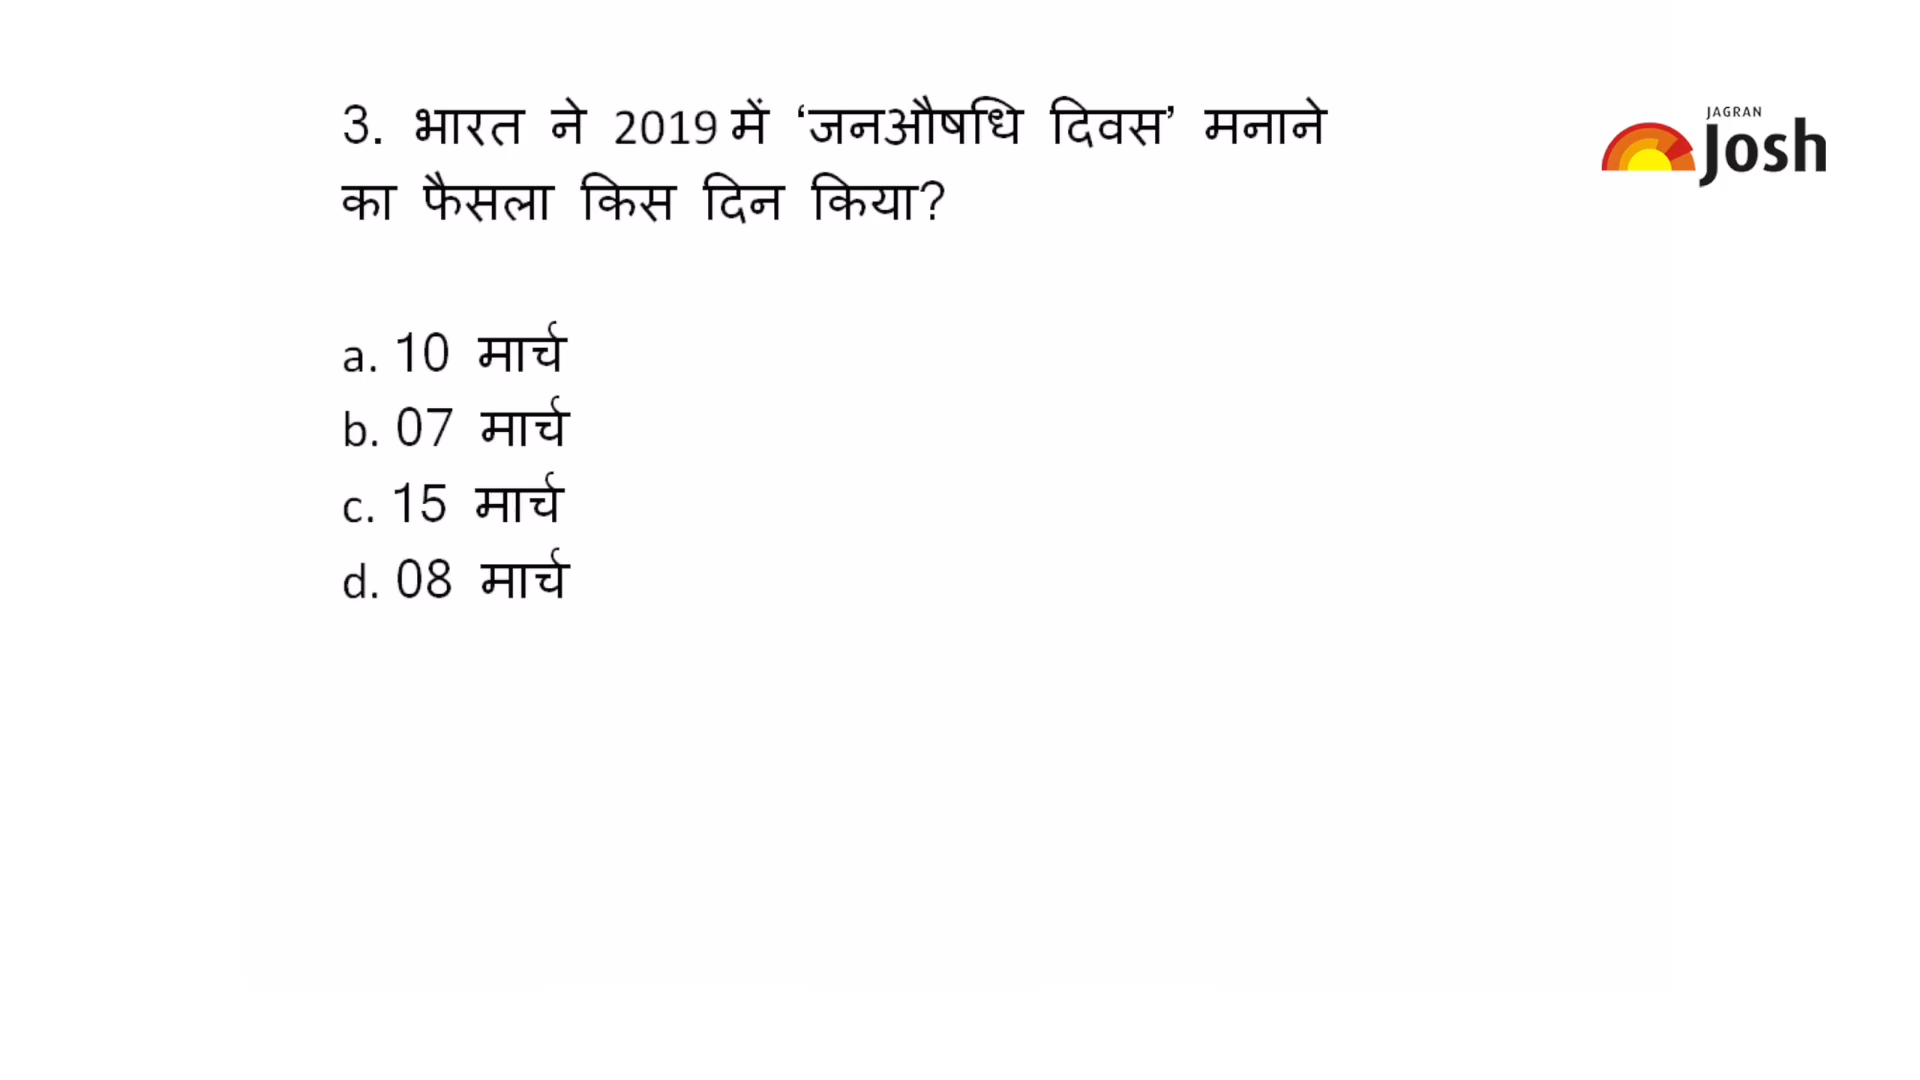 3. भारत ने 2019 में ‘जनऔषधि दिवस’ मनाने
का फैसला किस दिन किया?
a. 10 मार्च
b. 07 मार्च
c. 15 मार्च
d. 08 मार्च
JAGRAN
Josh